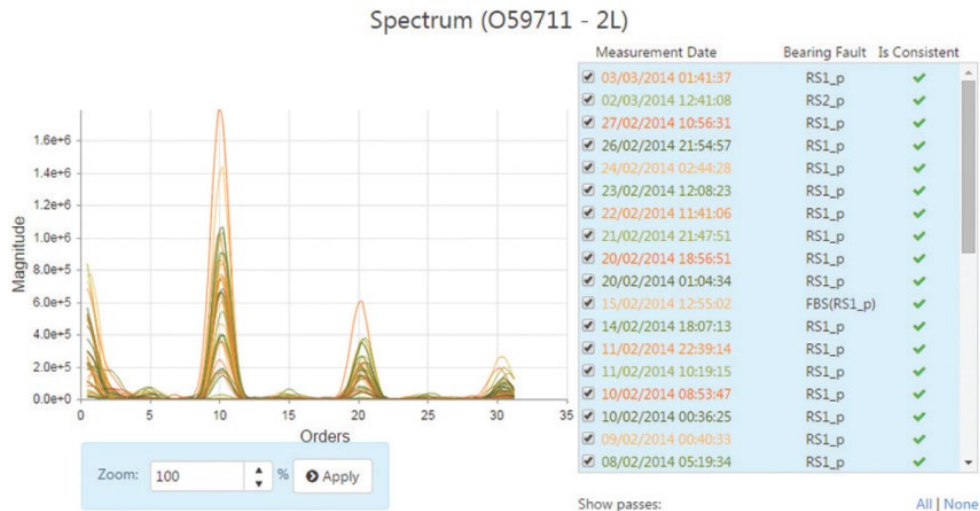 Spectrum (O59711 - 2L)
Measurement Date Bearing Fault Is Consistent
03/03/2014 01:41:37 RS1_p
02/03/2014 12:41:08 RS2_p
27/02/2014 10:56:31 RS1_p
26/02/2014 21:54:57 RS1_p
24/02/2014 02:44:28 RS1_p
23/02/2014 12:08:23 RS1_p
22/02/2014 11:41:06 RS1_p
21/02/2014 21:47:51 RS1_p
20/02/2014 18:56:51 RS1_p
20/02/2014 01:04:34 RS1_p
15/02/2014 12:55:02 FBS(RS1_p)
14/02/2014 18:07:13 RS1_p
11/02/2014 22:39:14 RS1_p
11/02/2014 10:19:15 RS1_p
10/02/2014 08:53:47 RS1_p
10/02/2014 00:36:25 RS1_p
09/02/2014 00:40:33 RS1_p
08/02/2014 05:19:34 RS1_p
Show passes: All | None
Magnitude
1.6e+6
1.4e+6
1.2e+6
1.0e+6
8.0e+5
6.0e+5
4.0e+5
2.0e+5
0.0e+0
0 5 10 15 20 25 30 35
Orders
Zoom: 100 % Apply